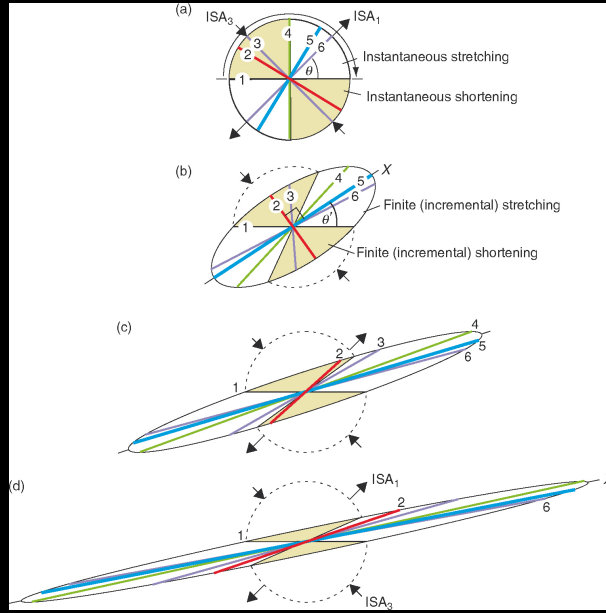 (a)
ISA3
ISA1
4
5
3
6
2
Instantaneous stretching
θ
1
Instantaneous shortening
(b)
X
4
5
3
6
2
Finite (incremental) stretching
θ'
1
Finite (incremental) shortening
(c)
4
3
2
5
6
1
(d)
ISA1
2
6
1
ISA3